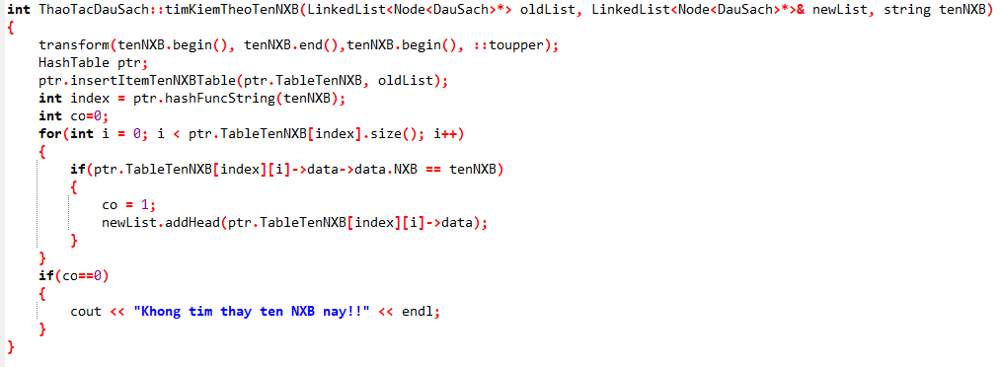 int ThaoTacDauSach::timKiemTheoTenNXB(LinkedList<Node<DauSach>*> oldList, LinkedList<Node<DauSach>*>& newList, string tenNXB)
{
    transform(tenNXB.begin(), tenNXB.end(),tenNXB.begin(), ::toupper);
    HashTable ptr;
    ptr.insertItemTenNXBTable(ptr.TableTenNXB, oldList);
    int index = ptr.hashFuncString(tenNXB);
    int co=0;
    for(int i = 0; i < ptr.TableTenNXB[index].size(); i++)
    {
        if(ptr.TableTenNXB[index][i]->data->data.NXB == tenNXB)
        {
            co = 1;
            newList.addHead(ptr.TableTenNXB[index][i]->data);
        }
    }
    if(co==0)
    {
        cout << "Khong tim thay ten NXB nay!!" << endl;
    }
}